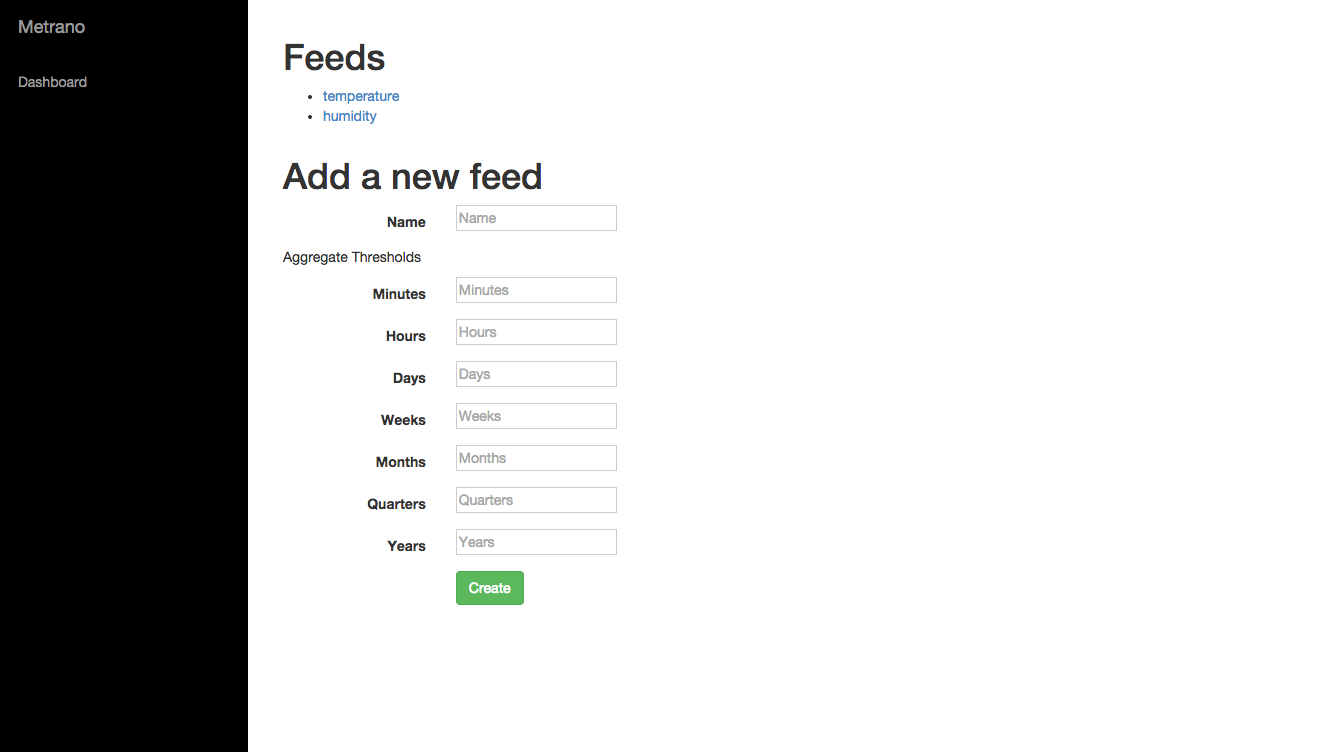 Metrano
Dashboard
Feeds
temperature
humidity
Add a new feed
Name Name
Aggregate Thresholds
Minutes Minutes
Hours Hours
Days Days
Weeks Weeks
Months Months
Quarters Quarters
Years Years
Create